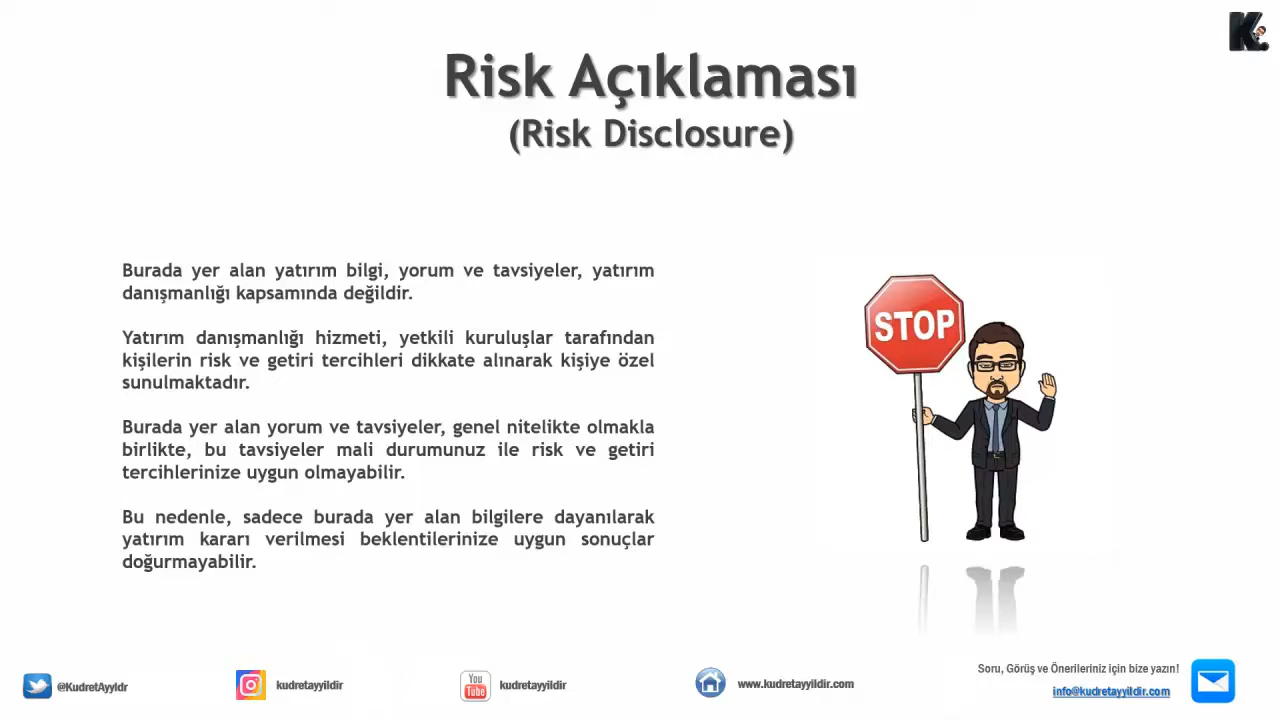 K
Risk Açıklaması
(Risk Disclosure)
Burada yer alan yatırım bilgi, yorum ve tavsiyeler, yatırım
danışmanlığı kapsamında değildir.
Yatırım danışmanlığı hizmeti, yetkili kuruluşlar tarafından
kişilerin risk ve getiri tercihleri dikkate alınarak kişiye özel
sunulmaktadır.
Burada yer alan yorum ve tavsiyeler, genel nitelikte olmakla
birlikte, bu tavsiyeler mali durumunuz ile risk ve getiri
tercihlerinize uygun olmayabilir.
Bu nedenle, sadece burada yer alan bilgilere dayanılarak
yatırım kararı verilmesi beklentilerinize uygun sonuçlar
doğurmayabilir.
STOP
@KudretAyyldr
kudretayyildir
You
Tube
kudretayyildir
www.kudretayyildir.com
Soru, Görüş ve Önerileriniz için bize yazın!
info@kudretayyildir.com